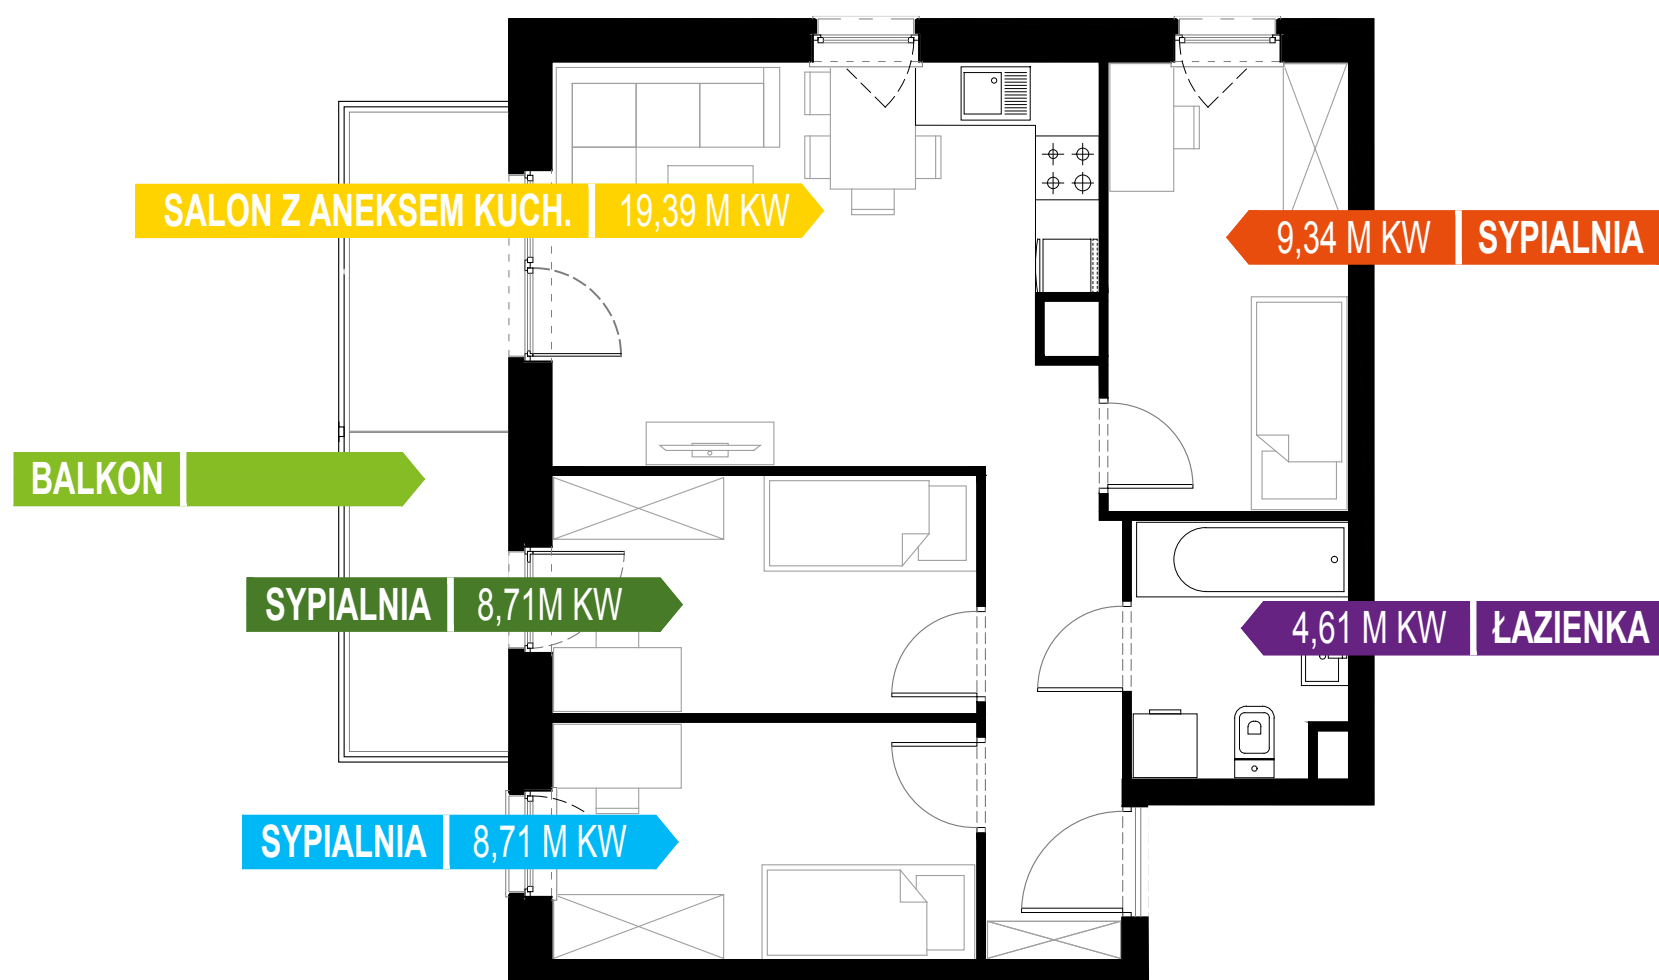 SALON Z ANEKSEM KUCH. 19,39 M KW
9,34 M KW SYPIALNIA
BALKON
SYPIALNIA 8,71M KW
4,61 M KW ŁAZIENKA
SYPIALNIA 8,71 M KW